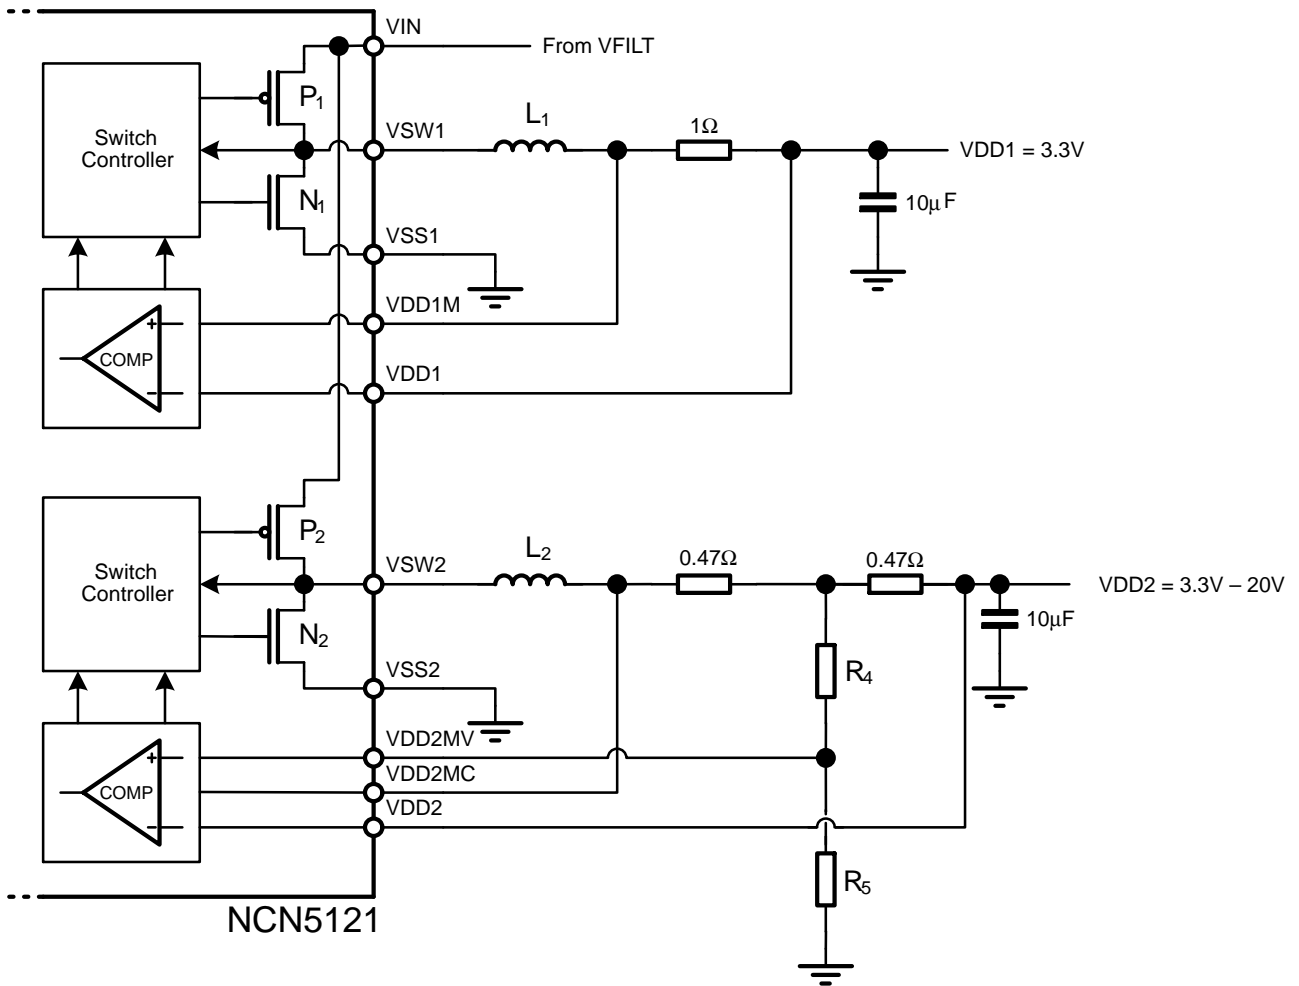 VIN
From VFILT
P1
Switch
Controller
VSW1
L1
1Ω
VDD1 = 3.3V
N1
10μF
VSS1
VDD1M
+
COMP
−
VDD1
P2
Switch
Controller
VSW2
L2
0.47Ω
0.47Ω
VDD2 = 3.3V – 20V
N2
10μF
VSS2
R4
VDD2MV
+
VDD2MC
COMP
−
VDD2
R5
NCN5121